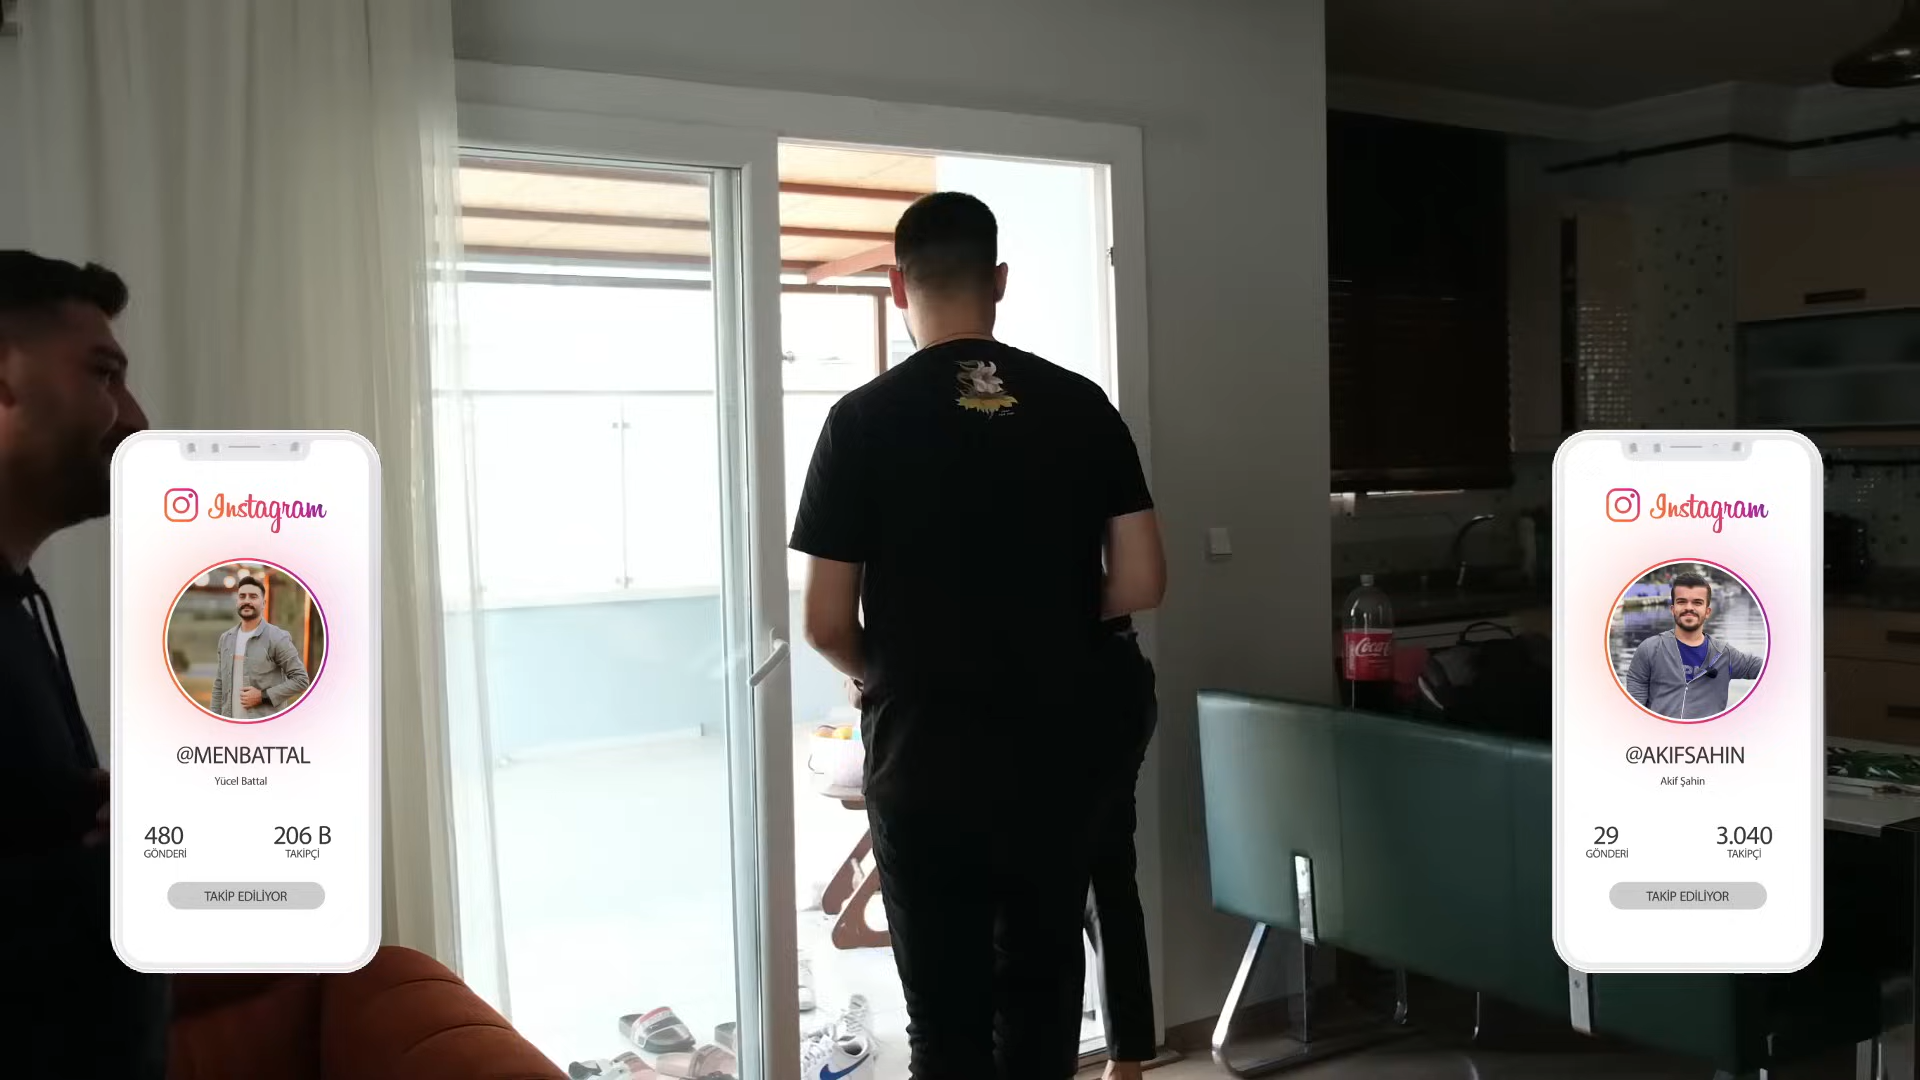 Instagram
@MENBATTAL
Yücel Battal
480
GÖNDERİ
206 B
TAKİPÇİ
TAKİP EDİLİYOR
Coca
Instagram
@AKIFSAHIN
Akif Şahin
29
GÖNDERİ
3.040
TAKİPÇİ
TAKİP EDİLİYOR